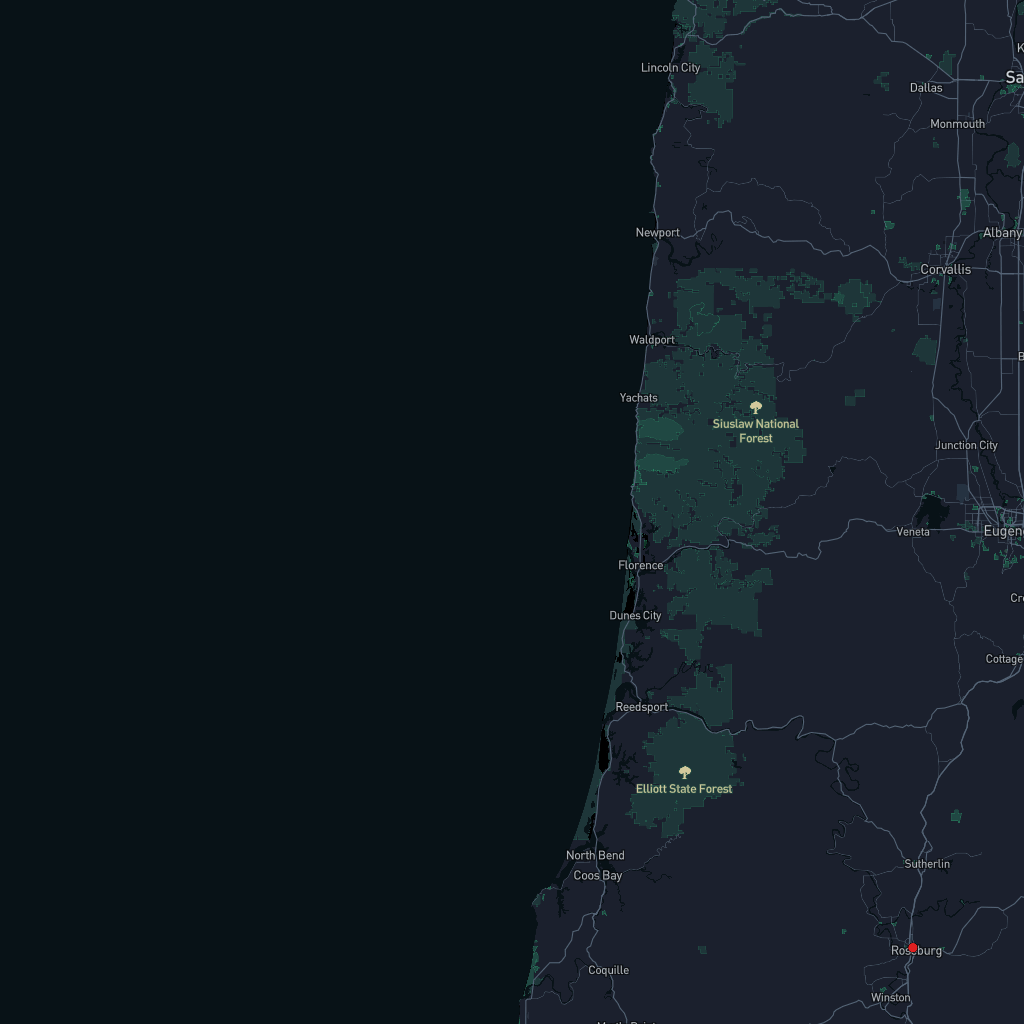 Lincoln City
Dallas
Monmouth
Newport
Albany
Corvallis
Waldport
Yachats
Siuslaw National
Forest
Junction City
Veneta
Florence
Dunes City
Cottage
Reedsport
Elliott State Forest
North Bend
Coos Bay
Sutherlin
Roseburg
Coquille
Winston